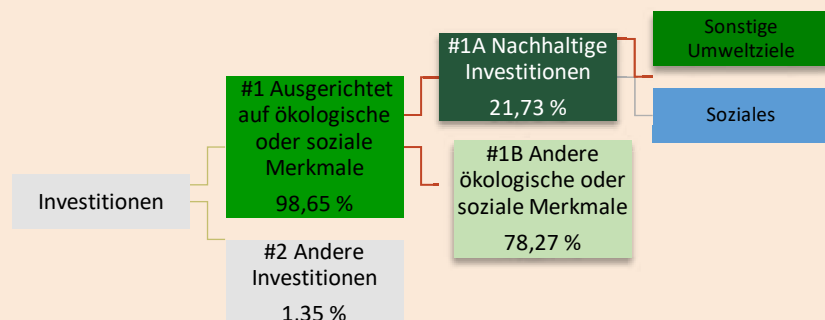 Investitionen
#1 Ausgerichtet
auf ökologische
oder soziale
Merkmale
98,65 %
#2 Andere
Investitionen
1,35 %
#1A Nachhaltige
Investitionen
21,73 %
#1B Andere
ökologische oder
soziale Merkmale
78,27 %
Sonstige
Umweltziele
Soziales